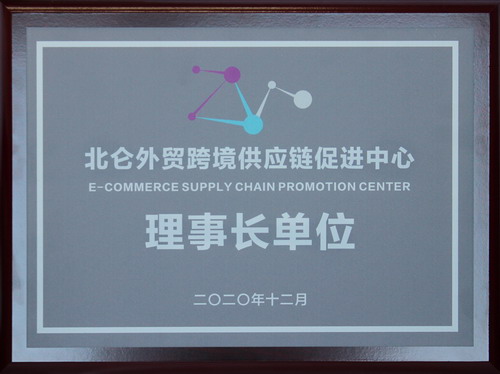 北仑外贸跨境供应链促进中心
E-COMMERCE SUPPLY CHAIN PROMOTION CENTER
理事长单位
二〇二〇年十二月